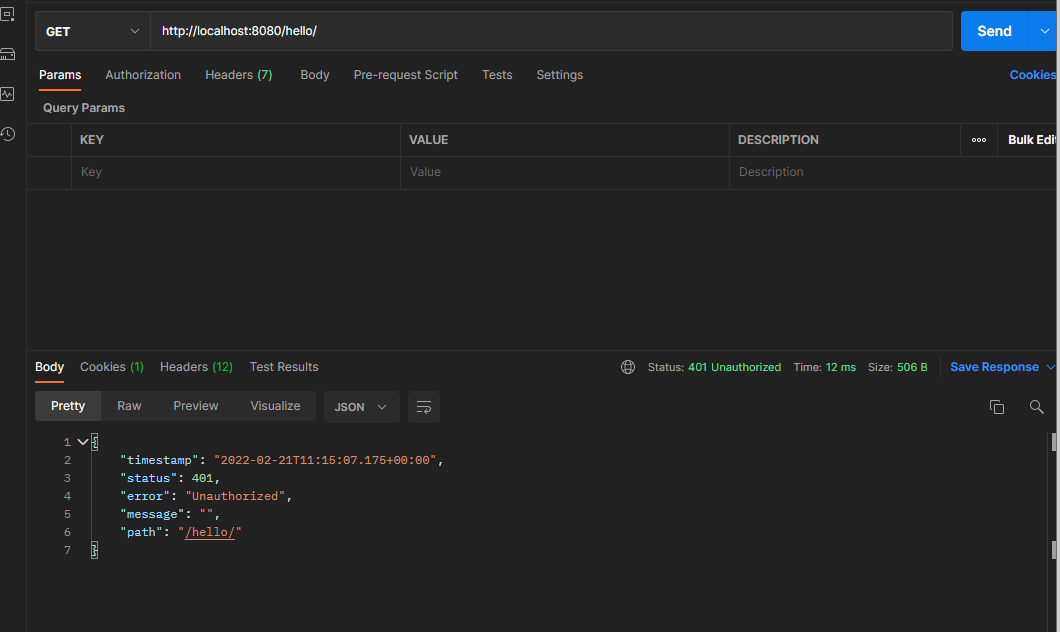 GET http://localhost:8080/hello/ Send
Params Authorization Headers (7) Body Pre-request Script Tests Settings Cookies
Query Params
KEY VALUE DESCRIPTION Bulk Edit
Key Value Description
Body Cookies (1) Headers (12) Test Results Status: 401 Unauthorized Time: 12 ms Size: 506 B Save Response
Pretty Raw Preview Visualize JSON
1 {
2 "timestamp": "2022-02-21T11:15:07.175+00:00",
3 "status": 401,
4 "error": "Unauthorized",
5 "message": "",
6 "path": "/hello/"
7 }